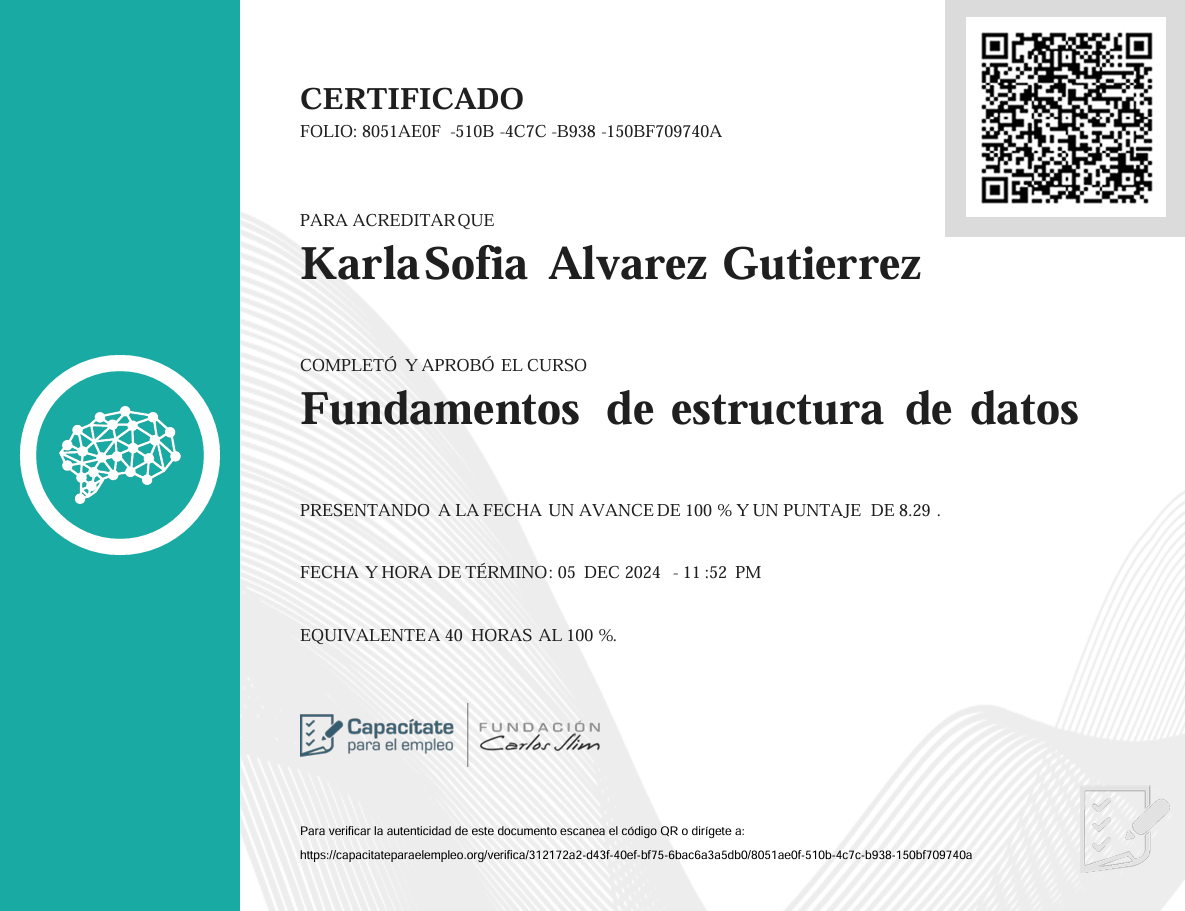 CERTIFICADO
FOLIO: 8051AE0F -510B -4C7C -B938 -150BF709740A
PARA ACREDITAR QUE
Karla Sofia Alvarez Gutierrez
COMPLETÓ Y APROBÓ EL CURSO
Fundamentos de estructura de datos
PRESENTANDO A LA FECHA UN AVANCE DE 100 % Y UN PUNTAJE DE 8.29 .
FECHA Y HORA DE TÉRMINO: 05 DEC 2024 - 11 :52 PM
EQUIVALENTE A 40 HORAS AL 100 %.
Capacítate para el empleo
FUNDACIÓN Carlos Slim
Para verificar la autenticidad de este documento escanea el código QR o dirígete a:
https://capacitateparaelempleo.org/verifica/312172a2-d43f-40ef-bf75-6bac6a3a5db0/8051ae0f-510b-4c7c-b938-150bf709740a